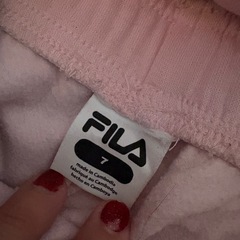 FILA
7
made in Cambodia
fabriqué au Cambodge
hecho en Camboya